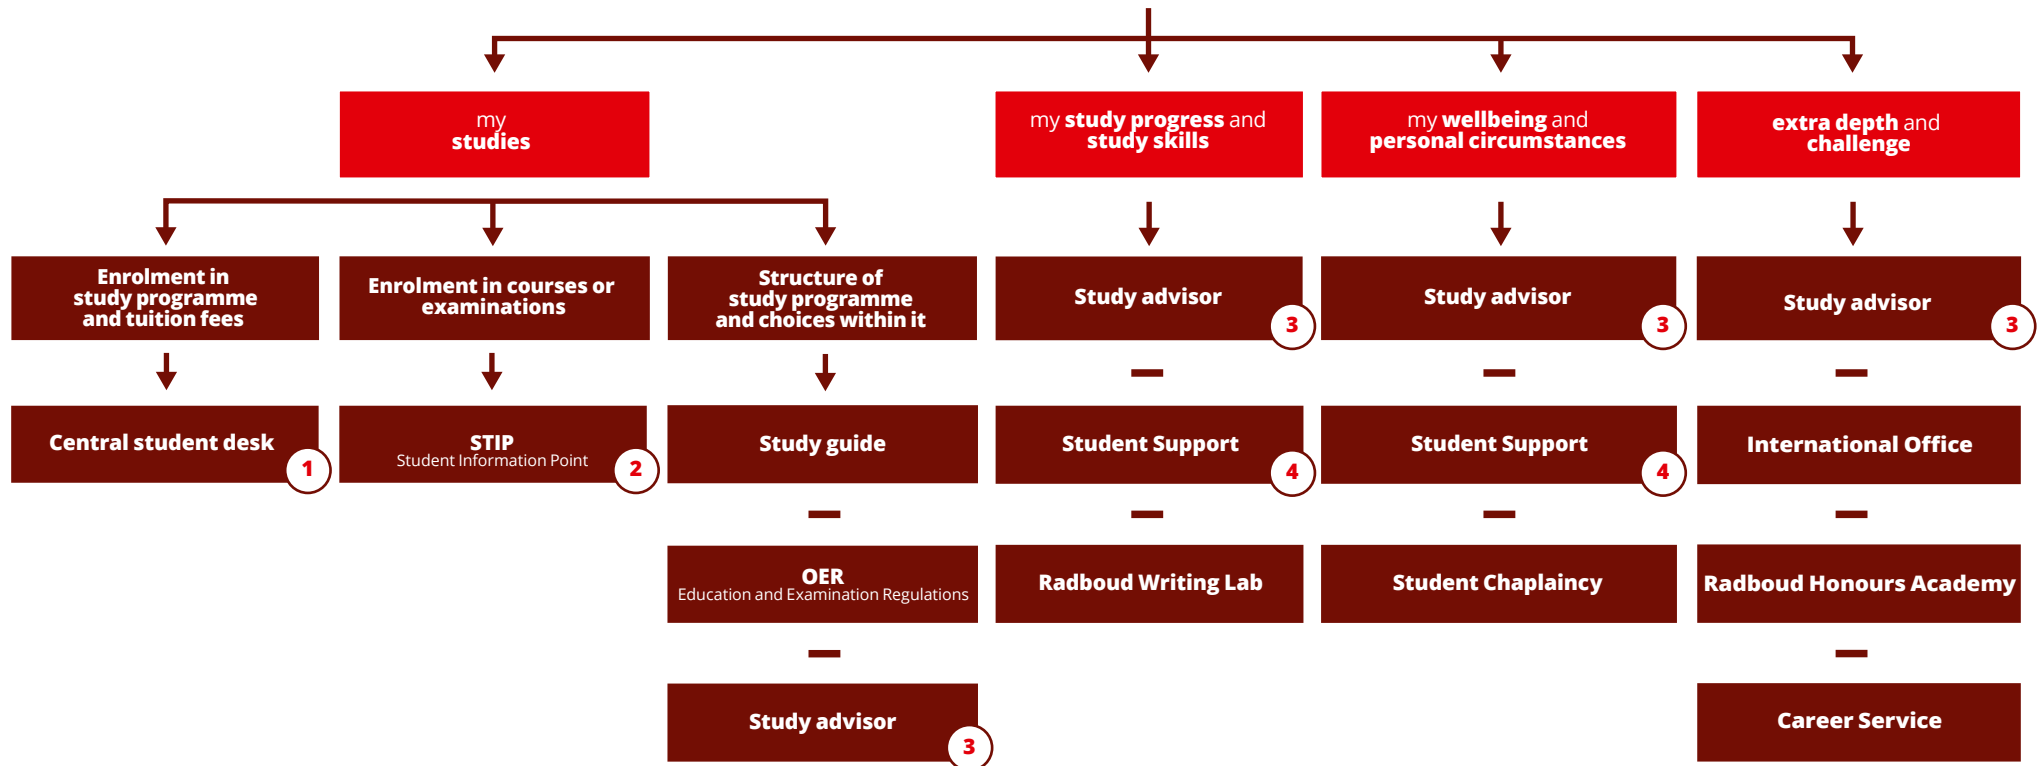 my
studies
my study progress and
study skills
my wellbeing and
personal circumstances
extra depth and
challenge
Enrolment in
study programme
and tuition fees
Enrolment in courses or
examinations
Structure of
study programme
and choices within it
Study advisor
3
Study advisor
3
Study advisor
3
Central student desk
1
STIP
Student Information Point
2
Study guide
Student Support
4
Student Support
4
International Office
OER
Education and Examination Regulations
Radboud Writing Lab
Student Chaplaincy
Radboud Honours Academy
Study advisor
3
Career Service